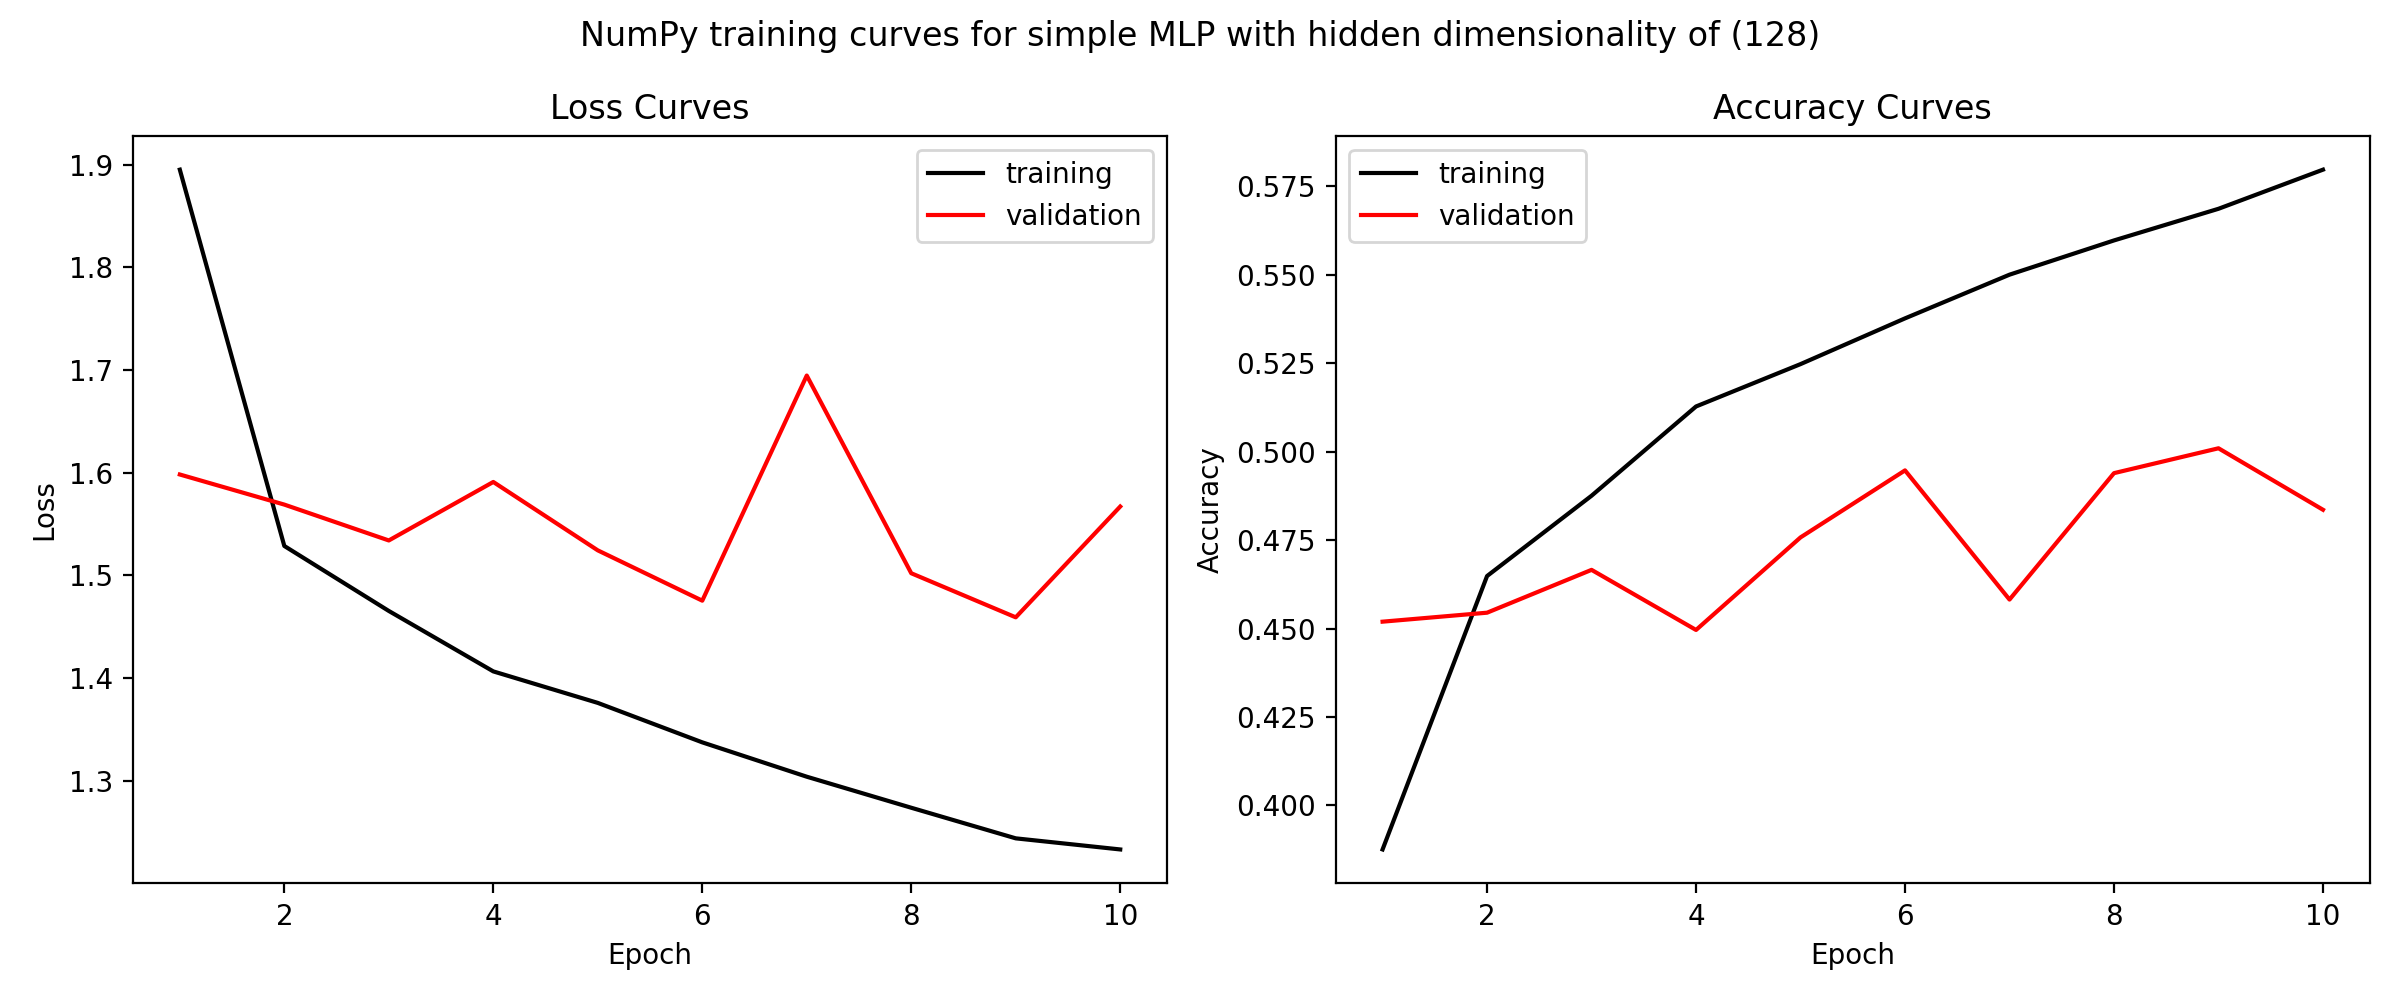 NumPy training curves for simple MLP with hidden dimensionality of (128)
Loss Curves
1.9
1.8
1.7
1.6
1.5
1.4
1.3
Loss
training
validation
2 4 6 8 10
Epoch
Accuracy Curves
0.575
0.550
0.525
0.500
0.475
0.450
0.425
0.400
Accuracy
training
validation
2 4 6 8 10
Epoch